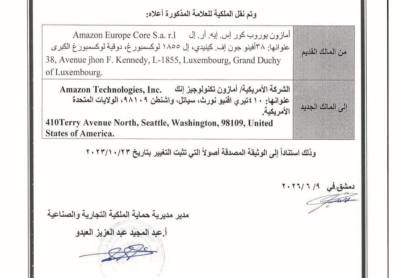 وتم نقل الملكية للعلامة المذكورة أعلاه:
من المالك القديم
أمازون يوروب كور إس. إيه. أر. إل Amazon Europe Core S.a. r.l
عنوانها: ٣٨أفينو جون إف. كينيدي، إل ١٨٥٥ لوكسمبورغ، دوقية لوكسمبورغ الكبرى
38, Avenue jhon F. Kennedy, L-1855, Luxembourg, Grand Duchy
of Luxembourg.
إلى المالك الجديد
الشركة الأمريكية/ أمازون تكنولوجيز إنك Amazon Technologies, Inc.
عنوانها: ٤١٠تيري أفنيو نورث، سياتل، واشنطن ٩٨١٠٩، الولايات المتحدة
الأمريكية.
410Terry Avenue North, Seattle, Washington, 98109, United
States of America.
وذلك استناداً إلى الوثيقة المصدقة أصولاً التي تثبت التغيير بتاريخ ٢٠٢٣/١٠/٢٣
دمشق في ٩/ ٢٠٢٦/٦
مدير مديرية حماية الملكية التجارية والصناعية
أ.عبد المجيد عبد العزيز العبدو